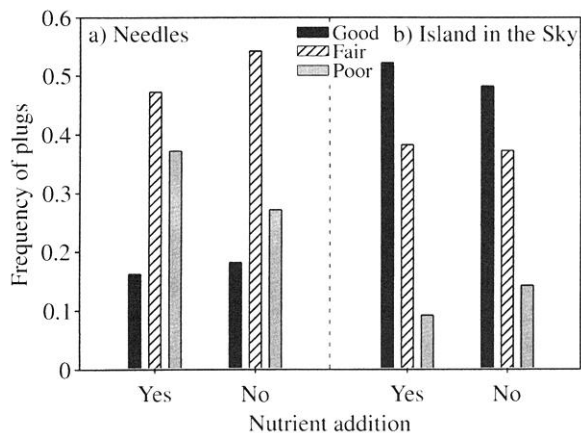 0.6
0.5
0.4
0.3
0.2
0.1
0
Frequency of plugs
a) Needles
Good
Fair
Poor
b) Island in the Sky
Yes
No
Yes
No
Nutrient addition